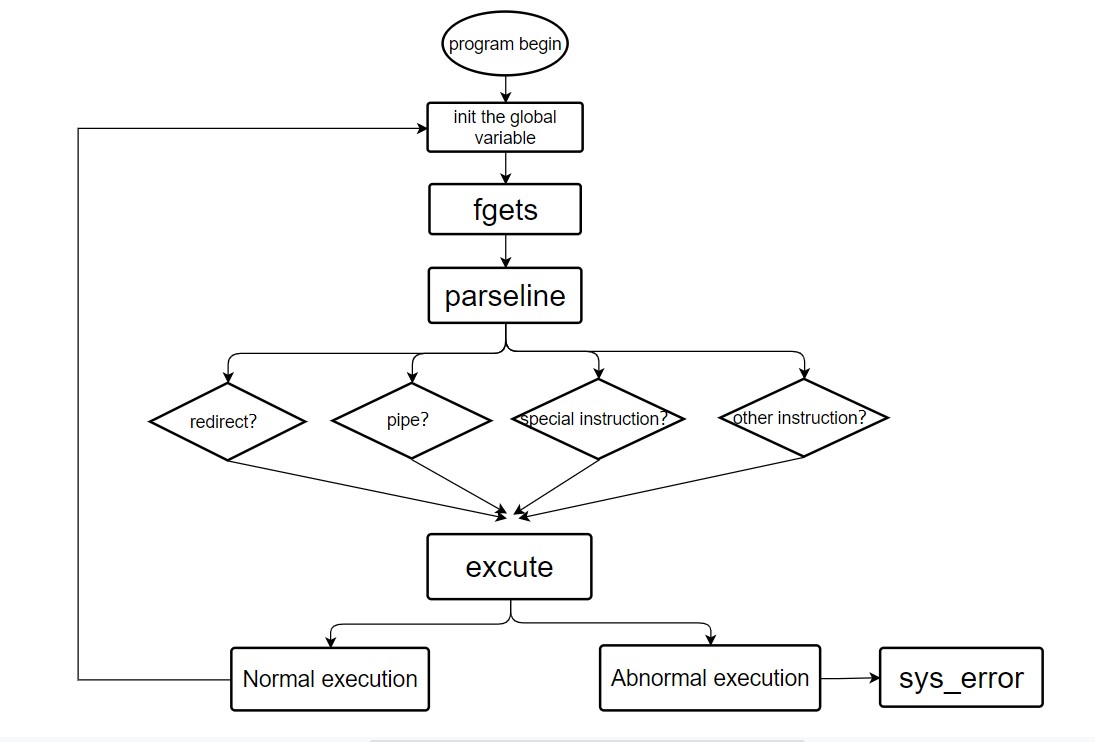 program begin
init the global
variable
fgets
parseline
redirect?
pipe?
special instruction?
other instruction?
excute
Normal execution
Abnormal execution
sys_error